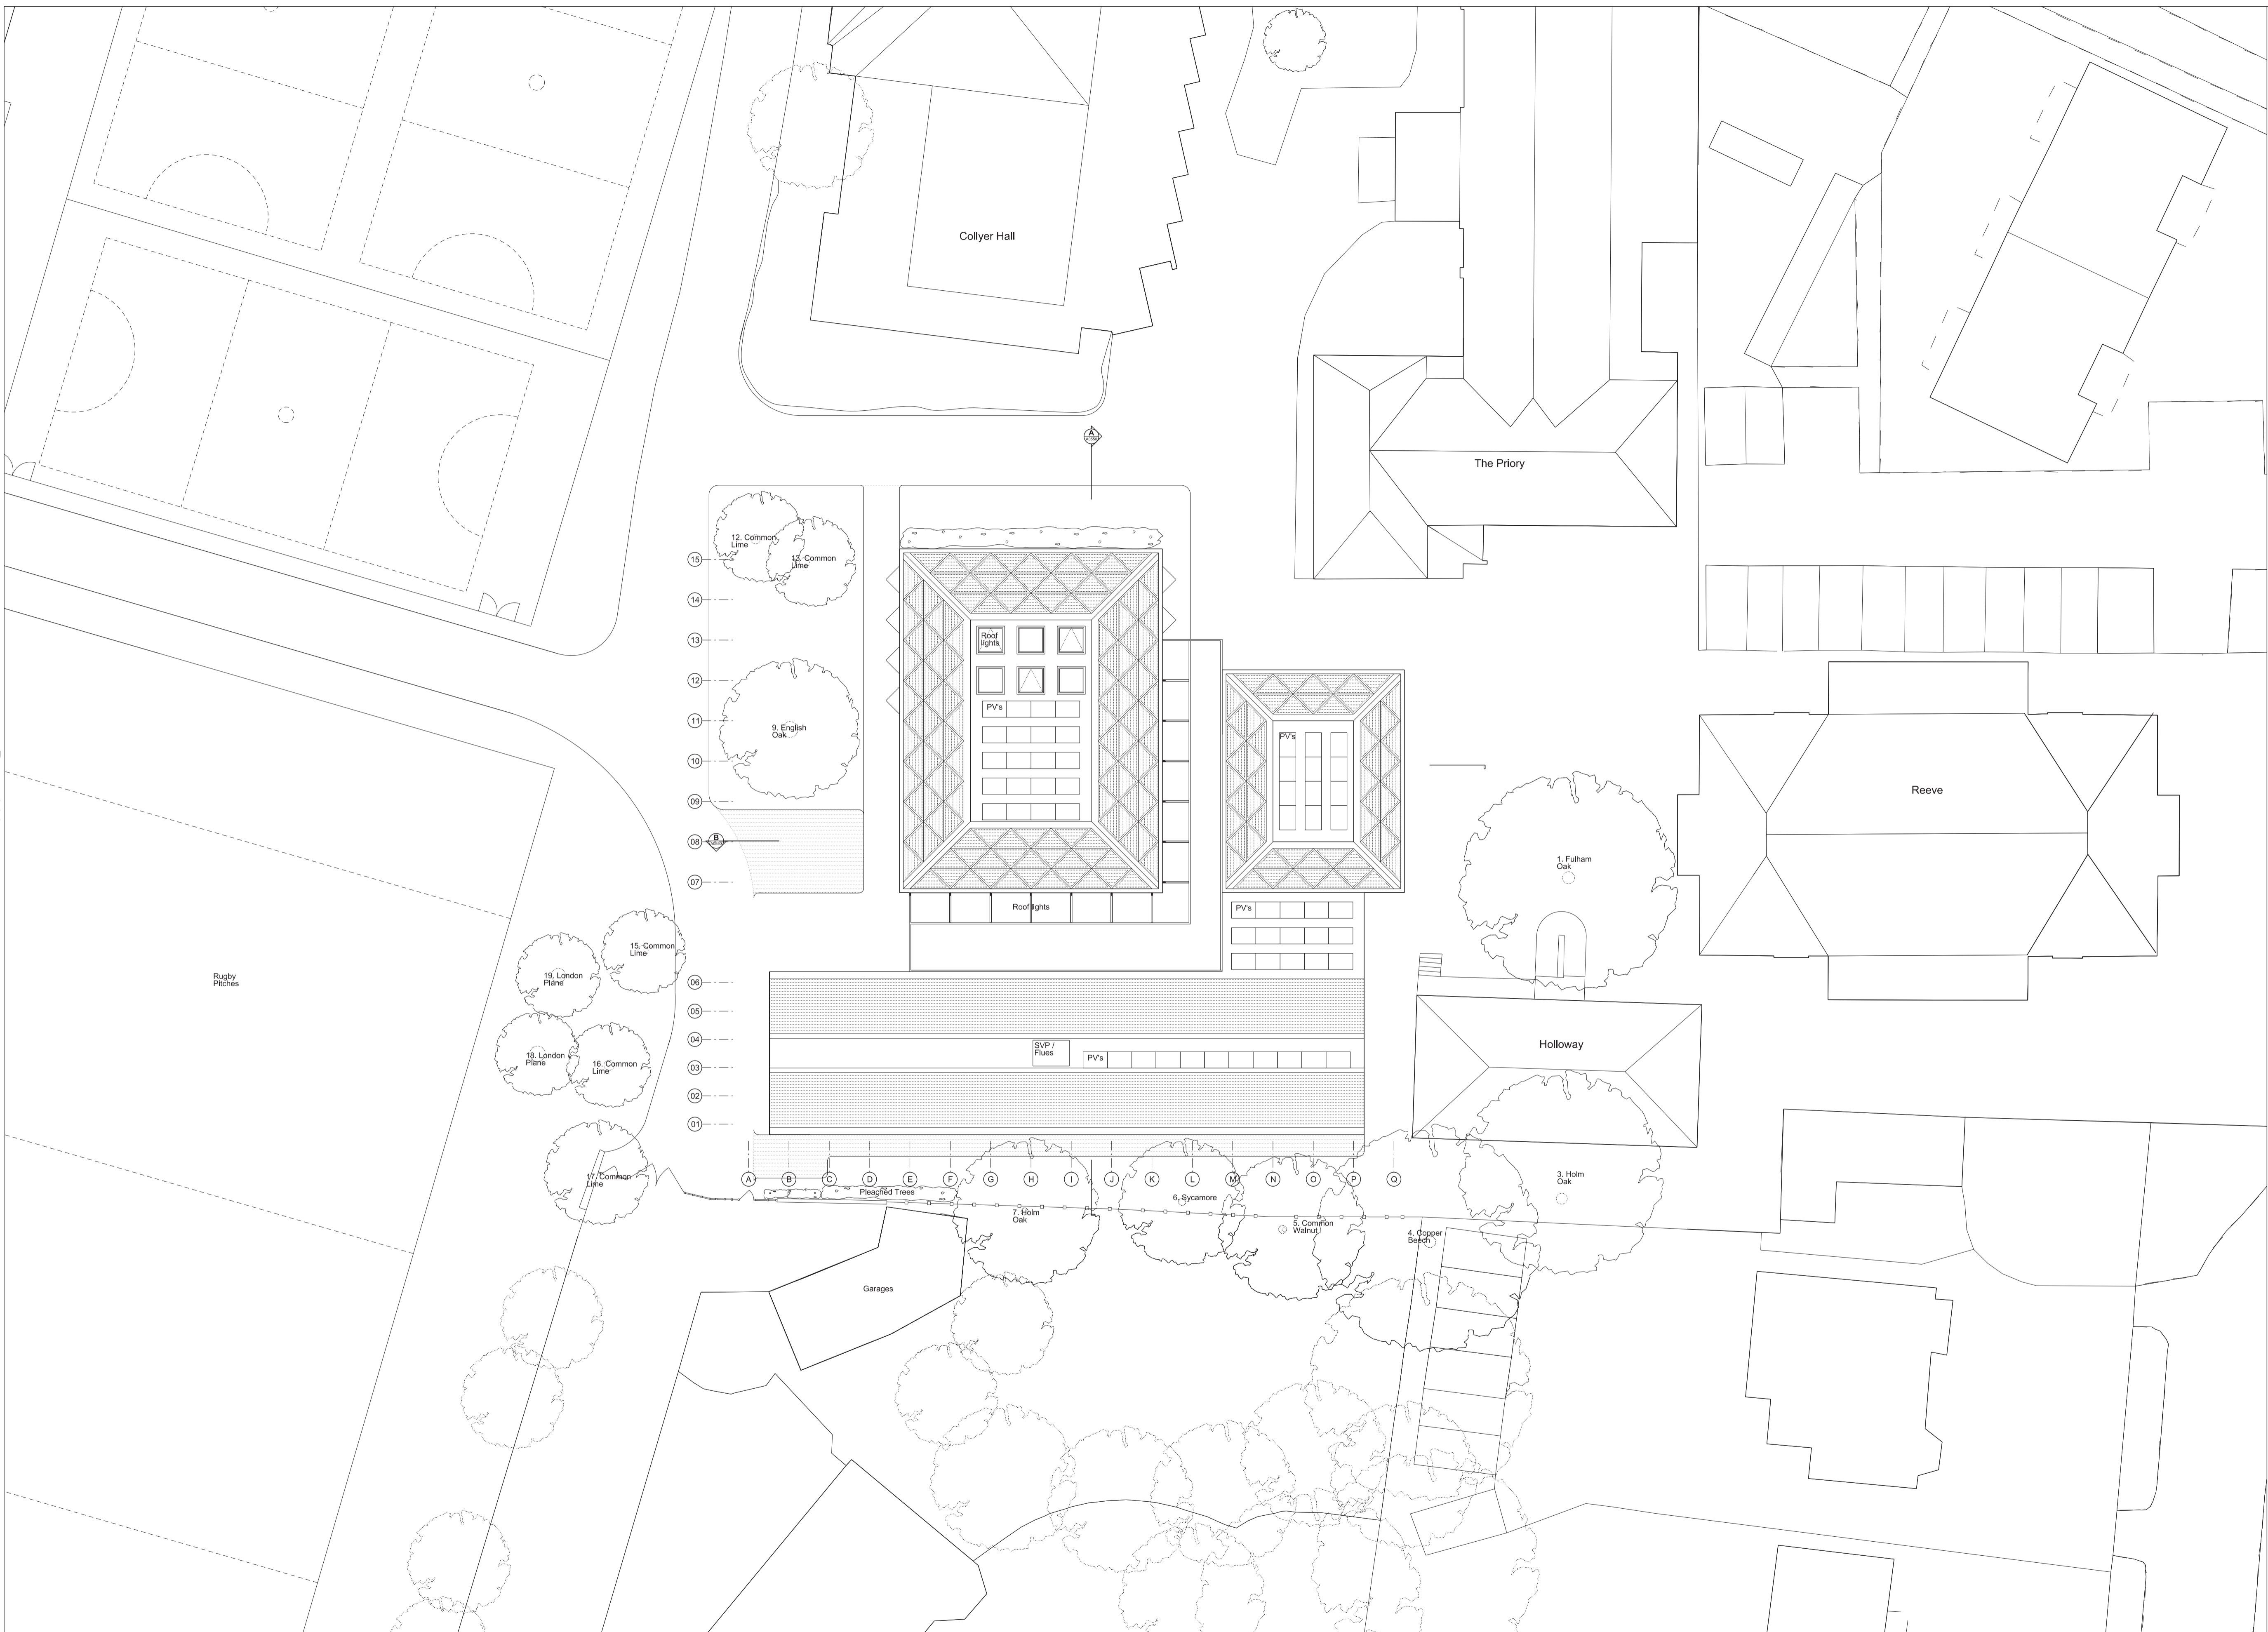 Collyer Hall
A
The Priory
12. Common
Lime
13. Common
Lime
15
14
13
12
11
10
09
08
07
06
05
04
03
02
01
Roof
lights
PV's
9. English
Oak
PV's
B
Reeve
1. Fulham
Oak
Roof lights
PV's
15. Common
Lime
19. London
Plane
Rugby
Pitches
18. London
Plane
16. Common
Lime
SVP /
Flues
PV's
Holloway
17. Common
Lime
A
B
C
D
E
F
G
H
I
J
K
L
M
N
O
P
Q
3. Holm
Oak
Pleached Trees
6. Sycamore
7. Holm
Oak
5. Common
Walnut
4. Copper
Beech
Garages